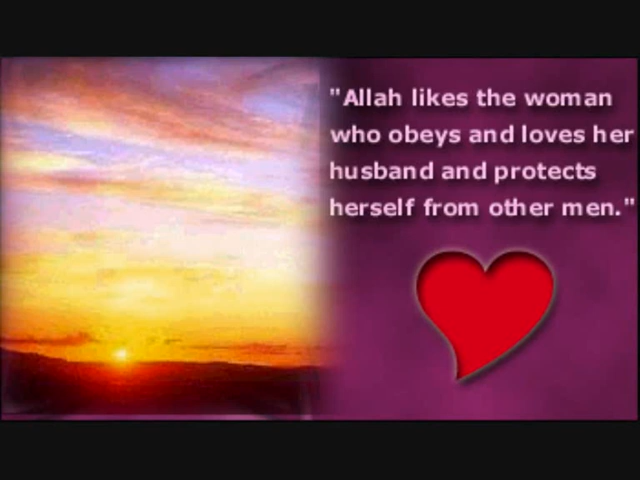 "Allah likes the woman
who obeys and loves her
husband and protects
herself from other men."